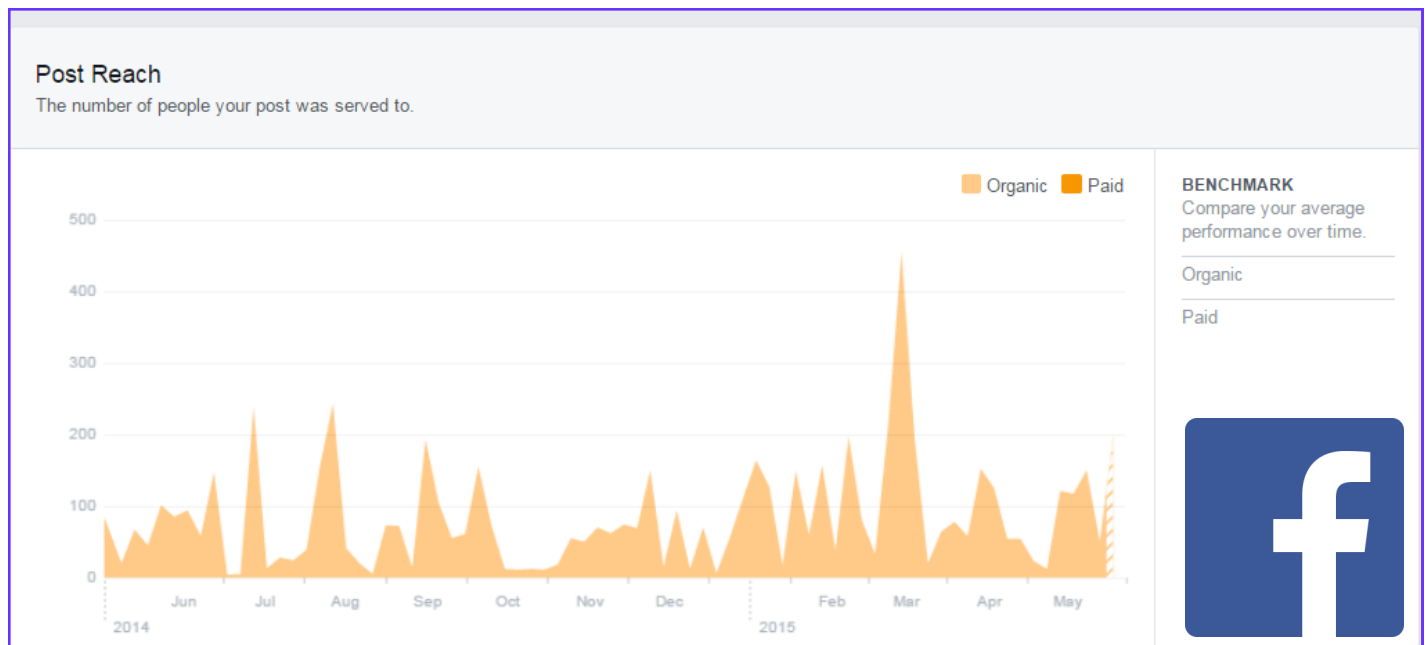 Post Reach
The number of people your post was served to.
Organic Paid
BENCHMARK
Compare your average
performance over time.
Organic
Paid
500
400
300
200
100
0
Jun Jul Aug Sep Oct Nov Dec Feb Mar Apr May
2014 2015
f